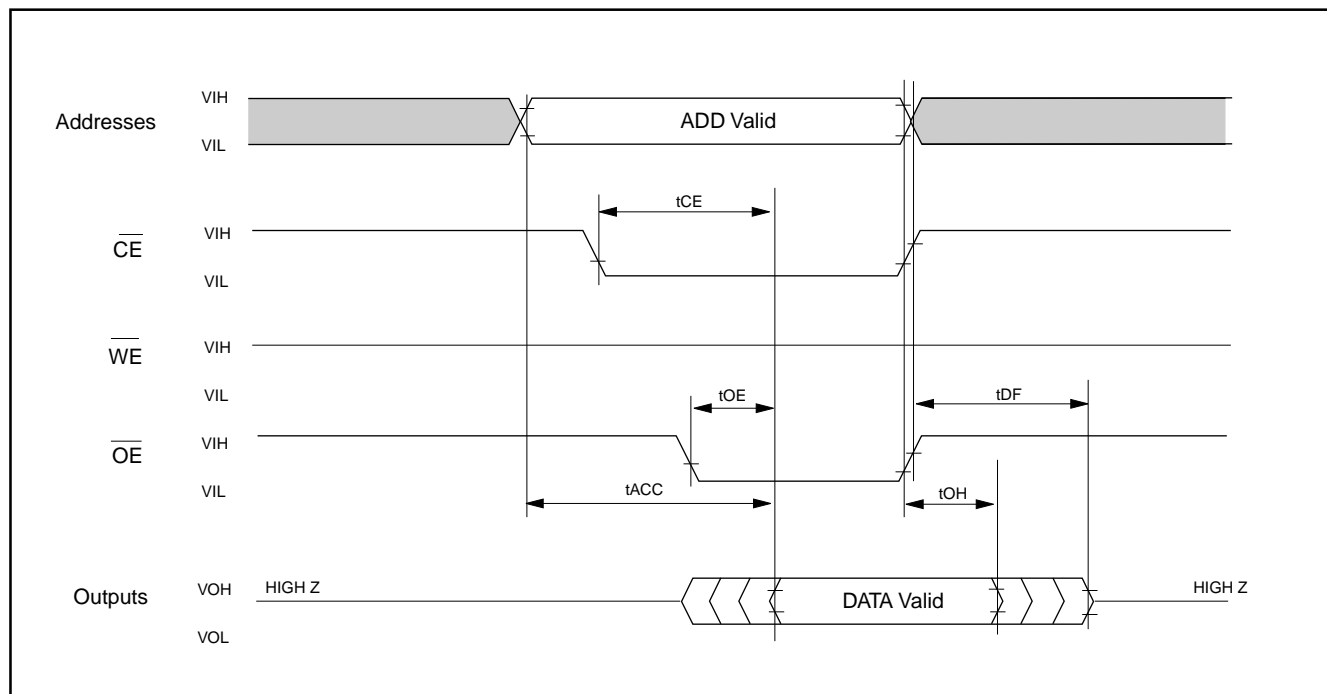 VIH
Addresses
ADD Valid
VIL
tCE
VIH
CE
VIL
VIH
WE
VIL
tOE
tDF
VIH
OE
VIL
tACC
tOH
VOH
HIGH Z
HIGH Z
Outputs
DATA Valid
VOL